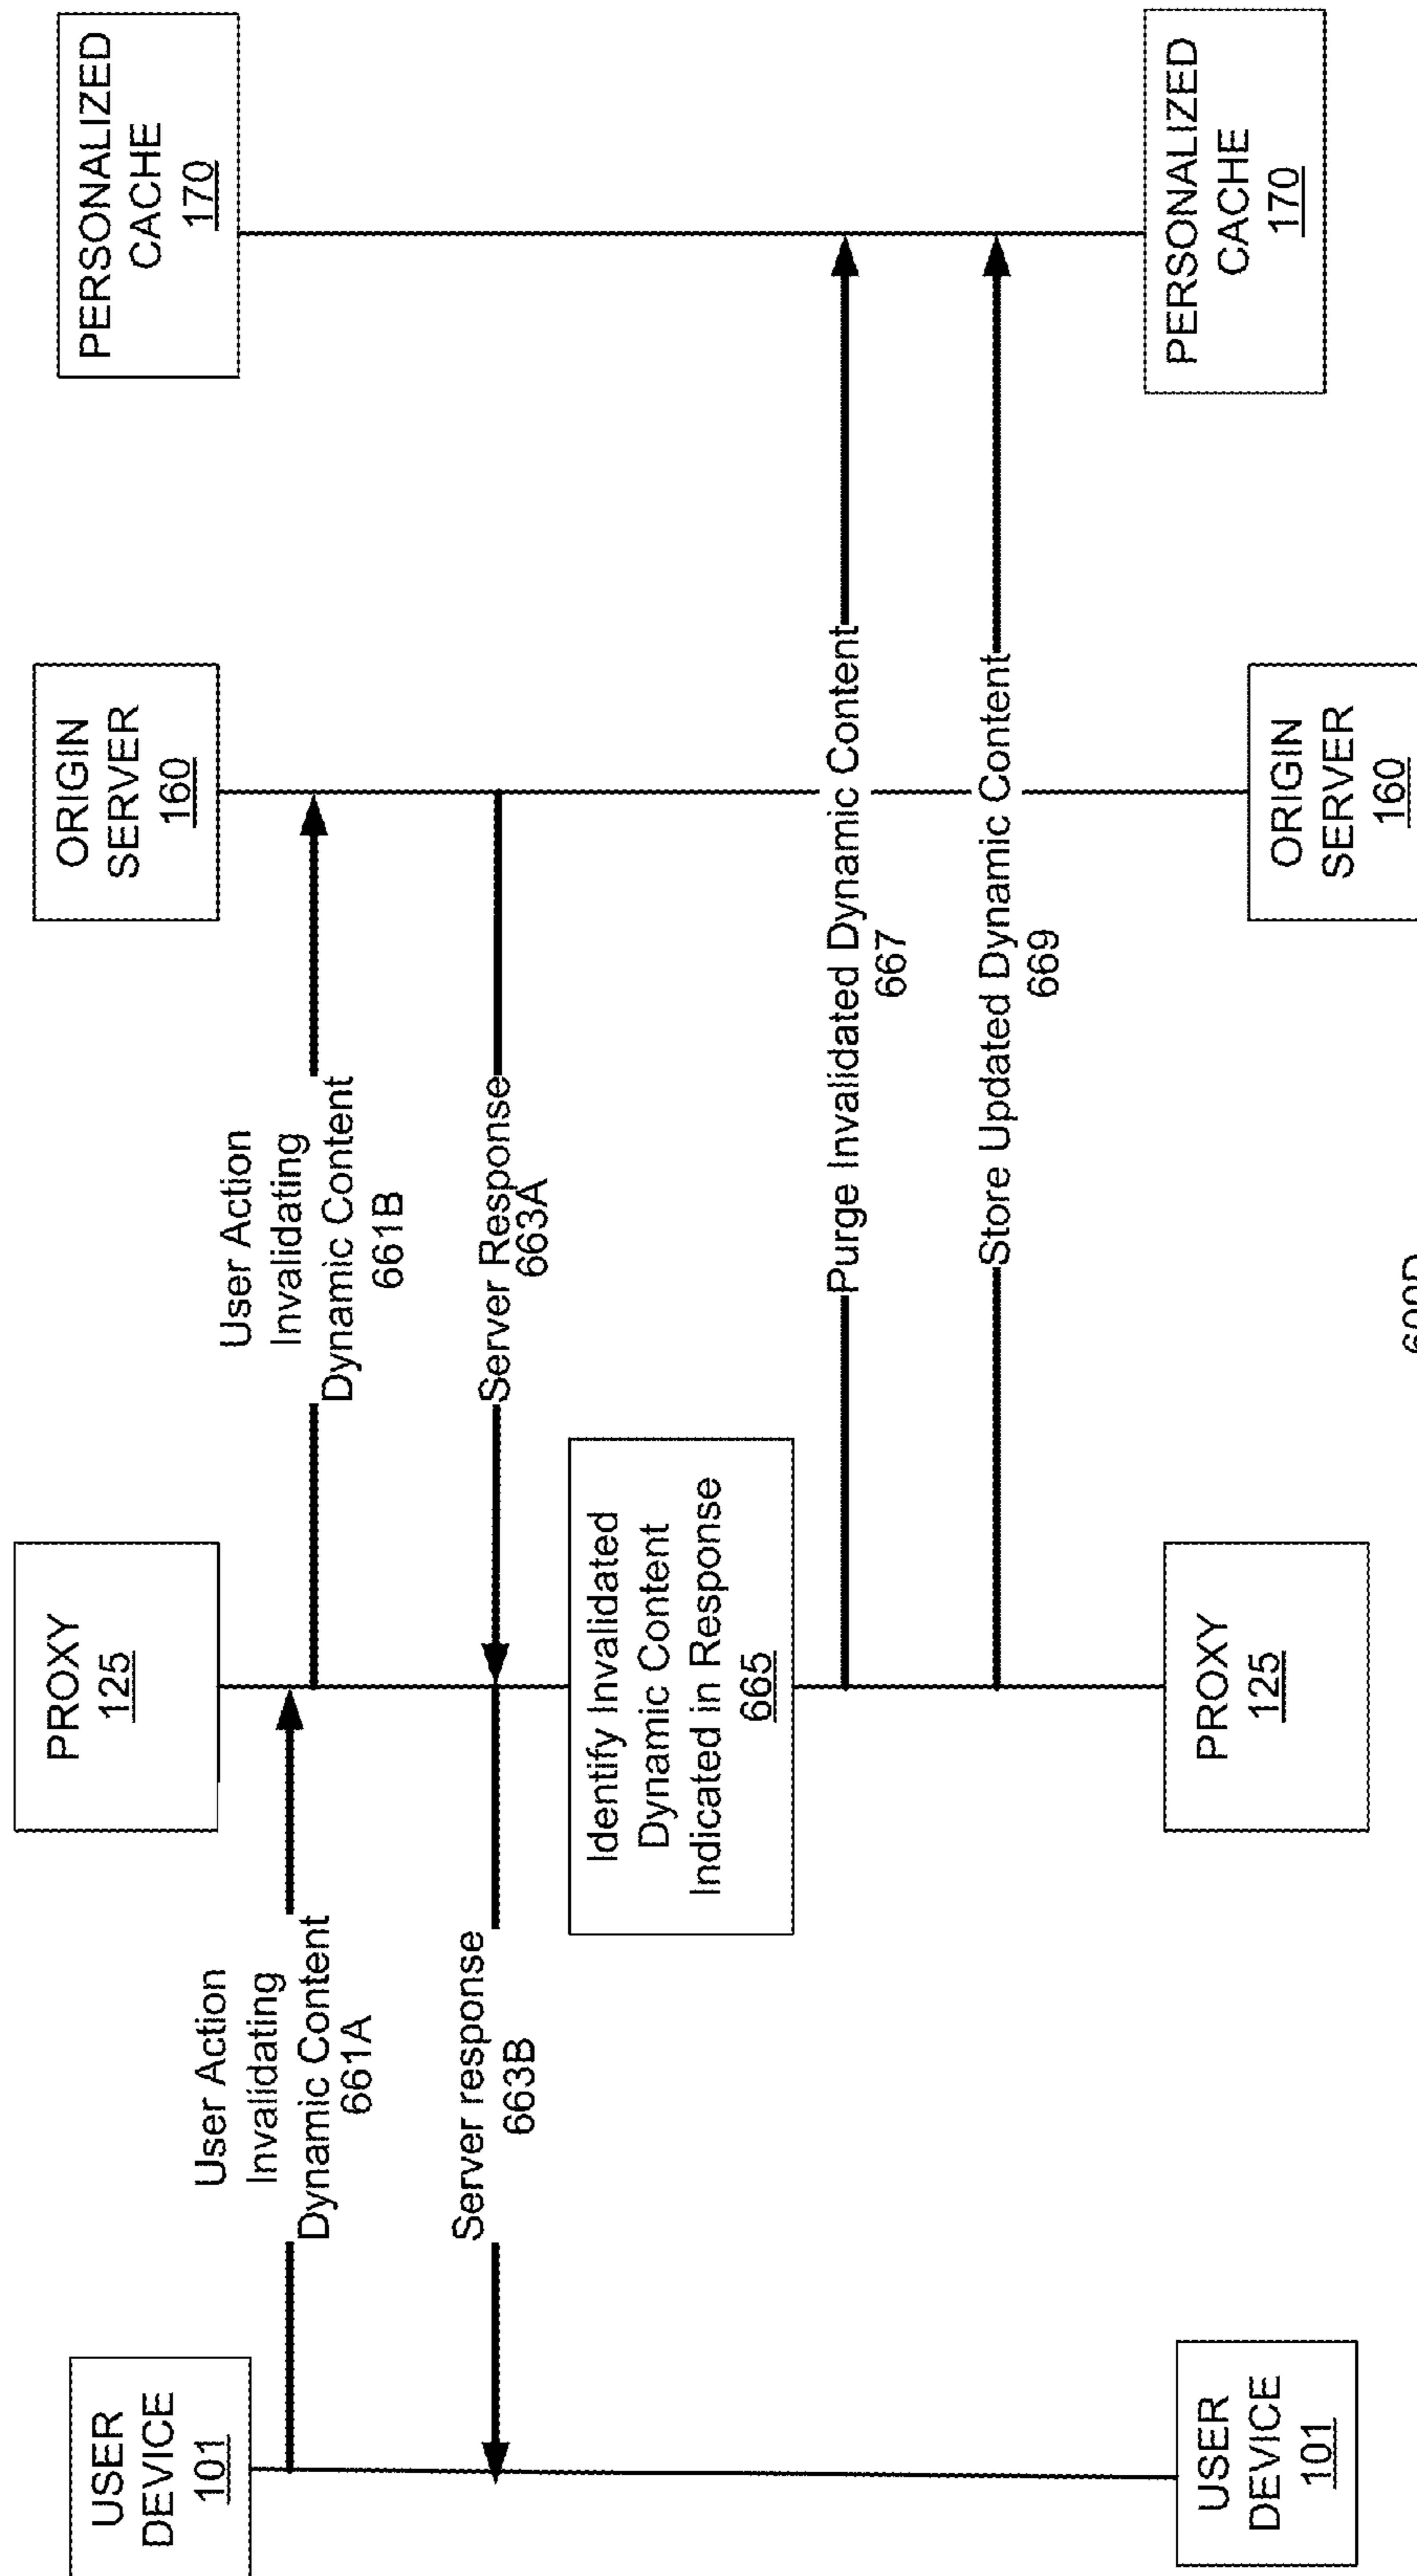 USER
DEVICE
101
PROXY
125
ORIGIN
SERVER
160
PERSONALIZED
CACHE
170
User Action
Invalidating
Dynamic Content
661A
User Action
Invalidating
Dynamic Content
661B
Server Response
663A
Server response
663B
Identify Invalidated
Dynamic Content
Indicated in Response
665
Purge Invalidated Dynamic Content
667
Store Updated Dynamic Content
669
USER
DEVICE
101
PROXY
125
ORIGIN
SERVER
160
PERSONALIZED
CACHE
170